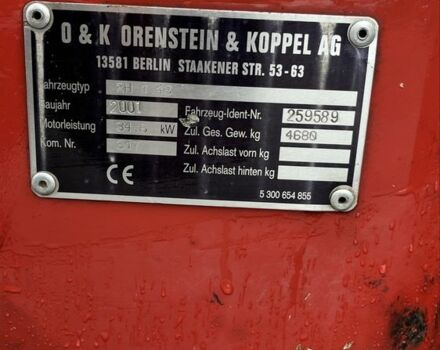 O & K ORENSTEIN & KOPPEL AG
13581 BERLIN STAAKENER STR. 53-63
Fahrzeugtyp
Baujahr 2001 Fahrzeug-Ident-Nr. 259589
Motorleistung kW Zul. Ges. Gew. kg 4680
Kom. Nr. Zul. Achslast vorn kg
Zul. Achslast hinten kg
CE
5 300 654 855